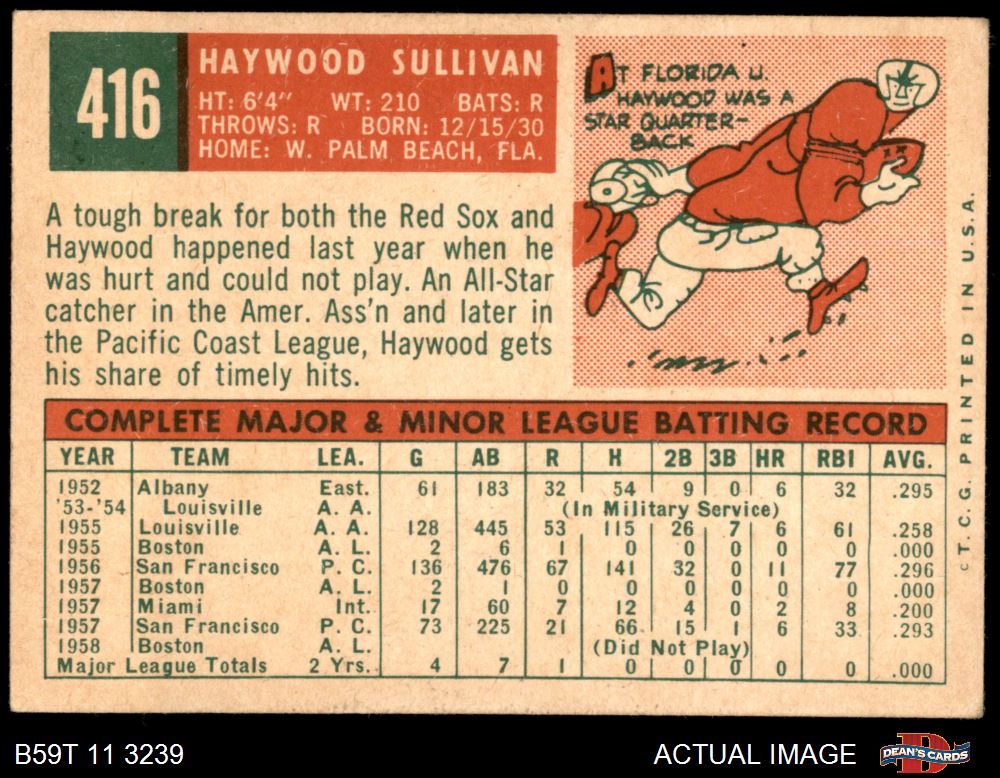 416
HAYWOOD SULLIVAN
HT: 6'4" WT: 210 BATS: R
THROWS: R BORN: 12/15/30
HOME: W. PALM BEACH, FLA.
AT FLORIDA U.
HAYWOOD WAS A
STAR QUARTER-
BACK
A tough break for both the Red Sox and
Haywood happened last year when he
was hurt and could not play. An All-Star
catcher in the Amer. Ass'n and later in
the Pacific Coast League, Haywood gets
his share of timely hits.
COMPLETE MAJOR & MINOR LEAGUE BATTING RECORD
YEAR TEAM LEA. G AB R H 2B 3B HR RBI AVG.
1952 Albany East. 61 183 32 54 9 0 6 32 .295
'53-'54 Louisville A. A. (In Military Service)
1955 Louisville A. A. 128 445 53 115 26 7 6 61 .258
1955 Boston A. L. 2 6 1 0 0 0 0 0 .000
1956 San Francisco P. C. 136 476 67 141 32 0 11 77 .296
1957 Boston A. L. 2 1 0 0 0 0 0 0 .000
1957 Miami Int. 17 60 7 12 4 0 2 8 .200
1957 San Francisco P. C. 73 225 21 66 15 1 6 33 .293
1958 Boston A. L. (Did Not Play)
Major League Totals 2 Yrs. 4 7 1 0 0 0 0 0 .000
© T. C. G. PRINTED IN U. S. A.
B59T 11 3239
ACTUAL IMAGE
DEAN'S CARDS